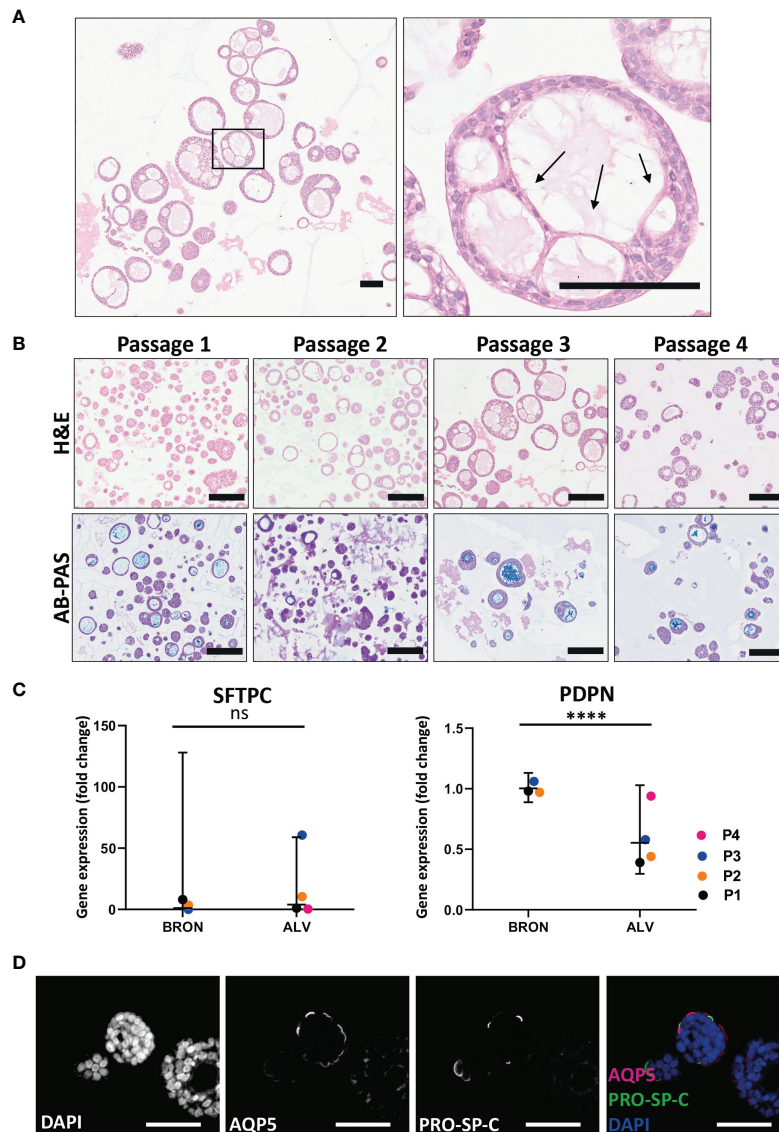 A
B
Passage 1 Passage 2 Passage 3 Passage 4
H&E
AB-PAS
C
SFTPC
ns
Gene expression (fold change)
150
100
50
0
BRON ALV
PDPN
****
Gene expression (fold change)
1.5
1.0
0.5
0.0
BRON ALV
P4
P3
P2
P1
D
DAPI
AQP5
PRO-SP-C
AQP5
PRO-SP-C
DAPI